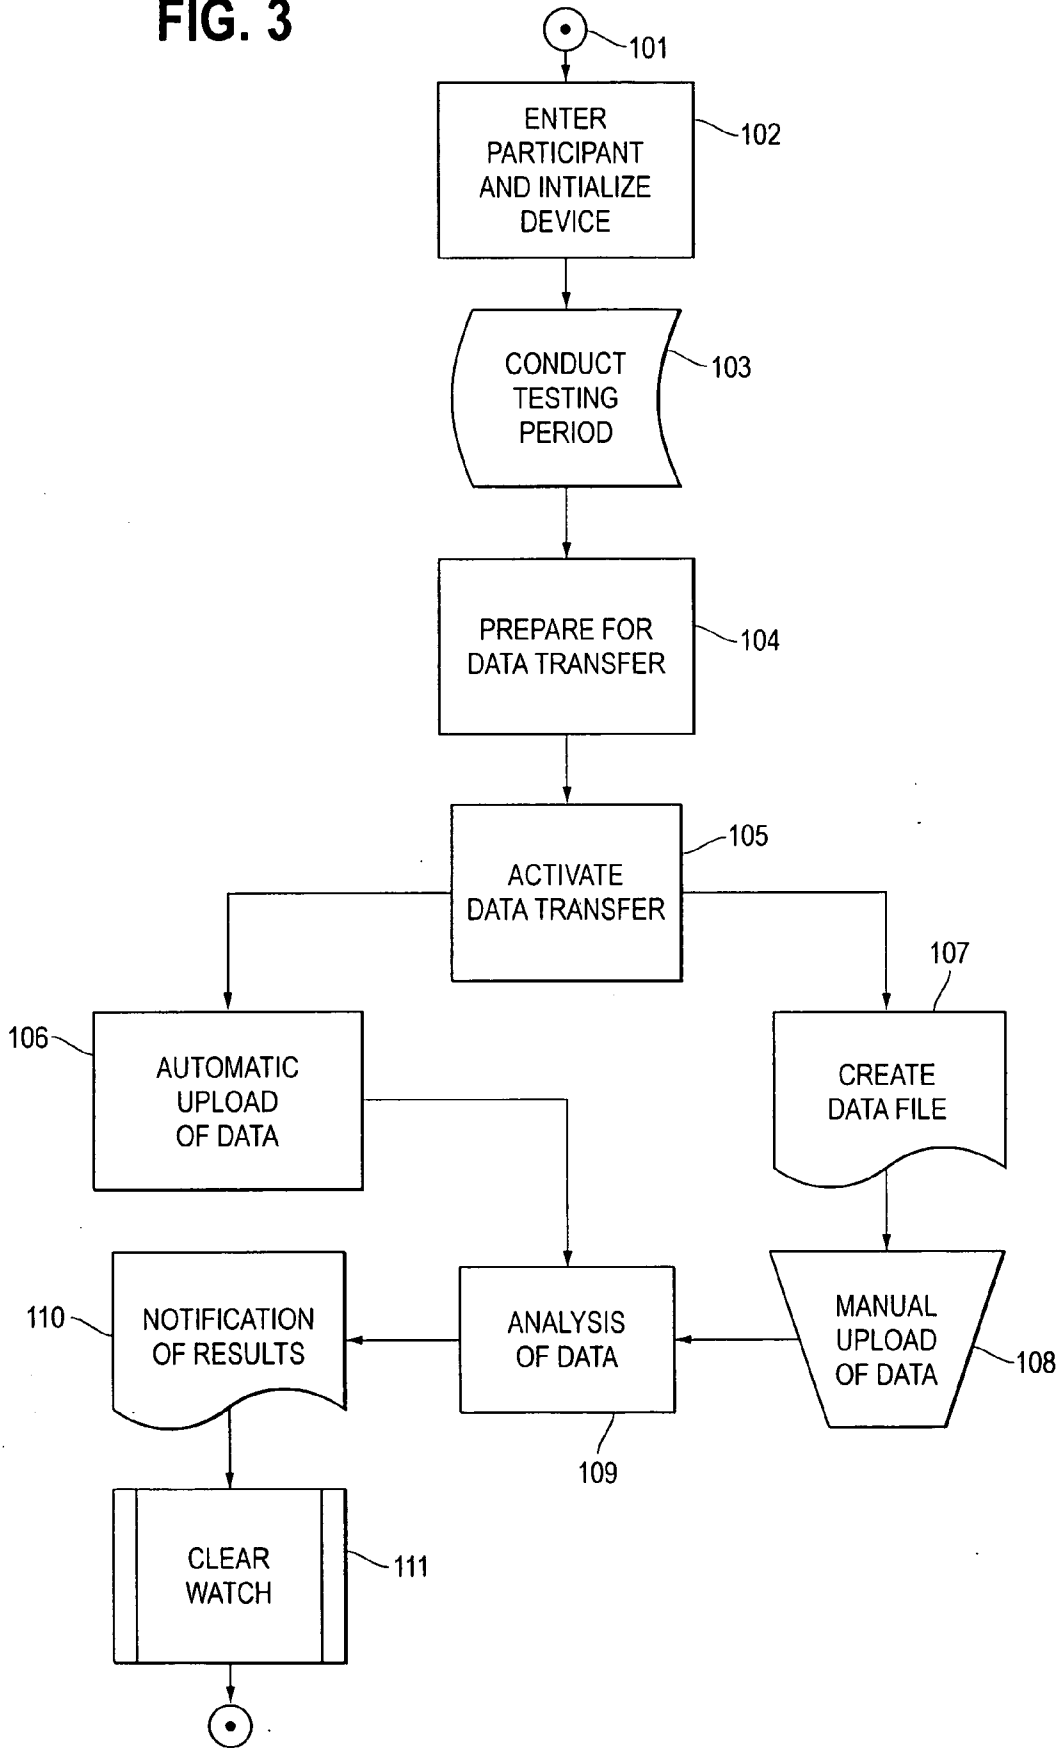 FIG. 3
101
ENTER
PARTICIPANT
AND INTIALIZE
DEVICE
102
CONDUCT
TESTING
PERIOD
103
PREPARE FOR
DATA TRANSFER
104
105
ACTIVATE
DATA TRANSFER
106
AUTOMATIC
UPLOAD
OF DATA
107
CREATE
DATA FILE
110
NOTIFICATION
OF RESULTS
ANALYSIS
OF DATA
109
MANUAL
UPLOAD
OF DATA
108
CLEAR
WATCH
111